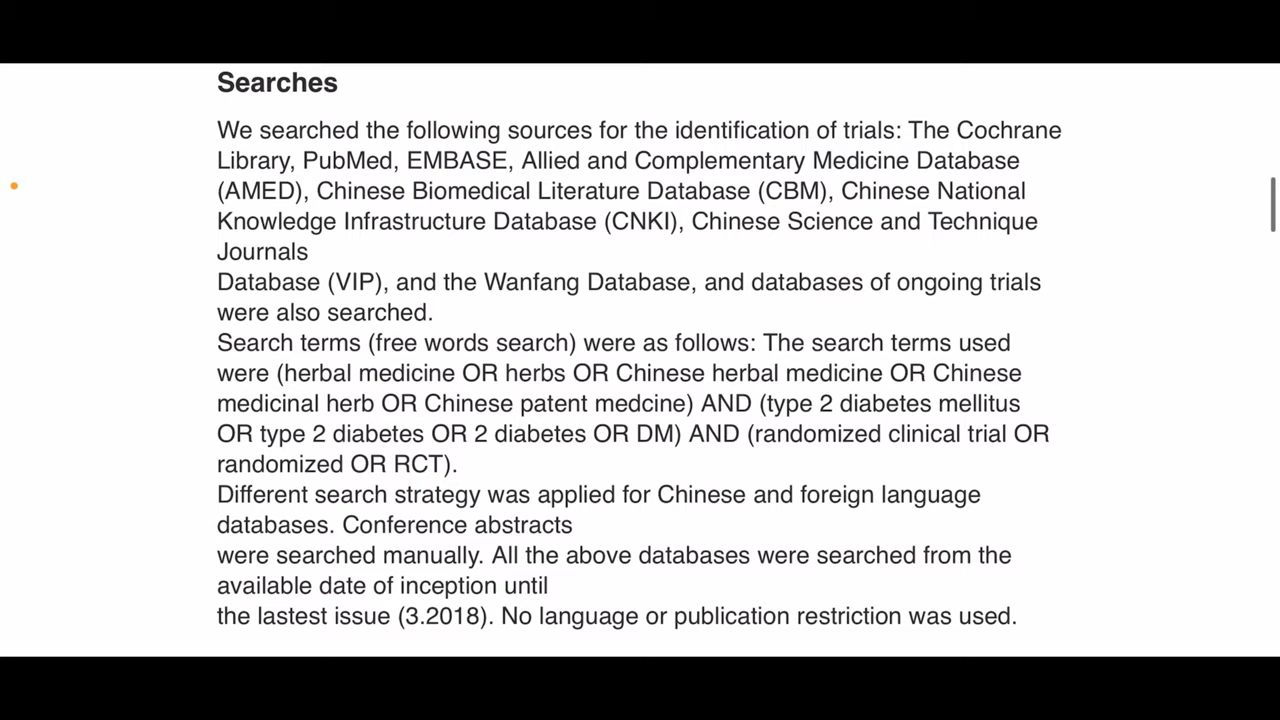 Searches
We searched the following sources for the identification of trials: The Cochrane
Library, PubMed, EMBASE, Allied and Complementary Medicine Database
(AMED), Chinese Biomedical Literature Database (CBM), Chinese National
Knowledge Infrastructure Database (CNKI), Chinese Science and Technique
Journals
Database (VIP), and the Wanfang Database, and databases of ongoing trials
were also searched.
Search terms (free words search) were as follows: The search terms used
were (herbal medicine OR herbs OR Chinese herbal medicine OR Chinese
medicinal herb OR Chinese patent medcine) AND (type 2 diabetes mellitus
OR type 2 diabetes OR 2 diabetes OR DM) AND (randomized clinical trial OR
randomized OR RCT).
Different search strategy was applied for Chinese and foreign language
databases. Conference abstracts
were searched manually. All the above databases were searched from the
available date of inception until
the lastest issue (3.2018). No language or publication restriction was used.